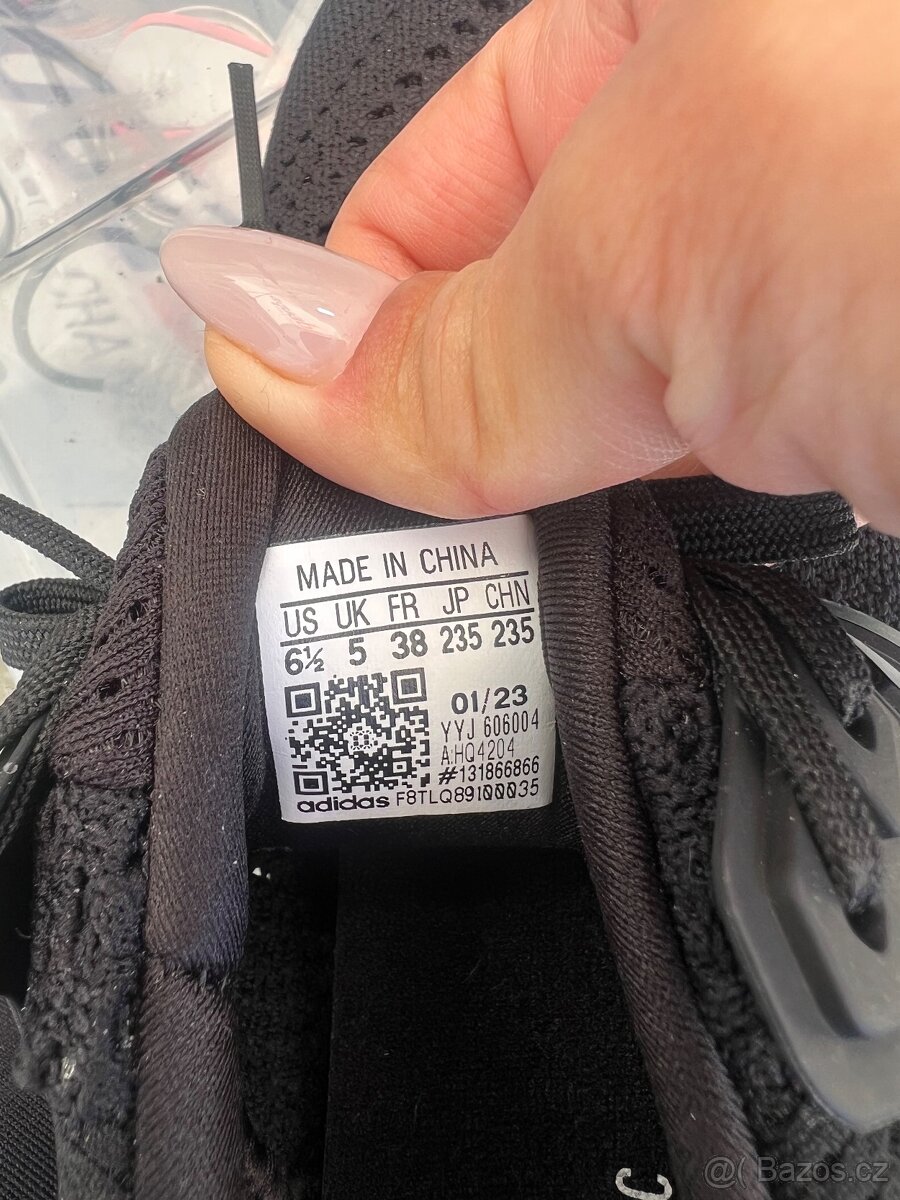 CHA
MADE IN CHINA
US UK FR JP CHN
6½ 5 38 235 235
01/23
YYJ 606004
A:HQ4204
#131866866
adidas F8TLQ89100035
C
@( Bazos.cz